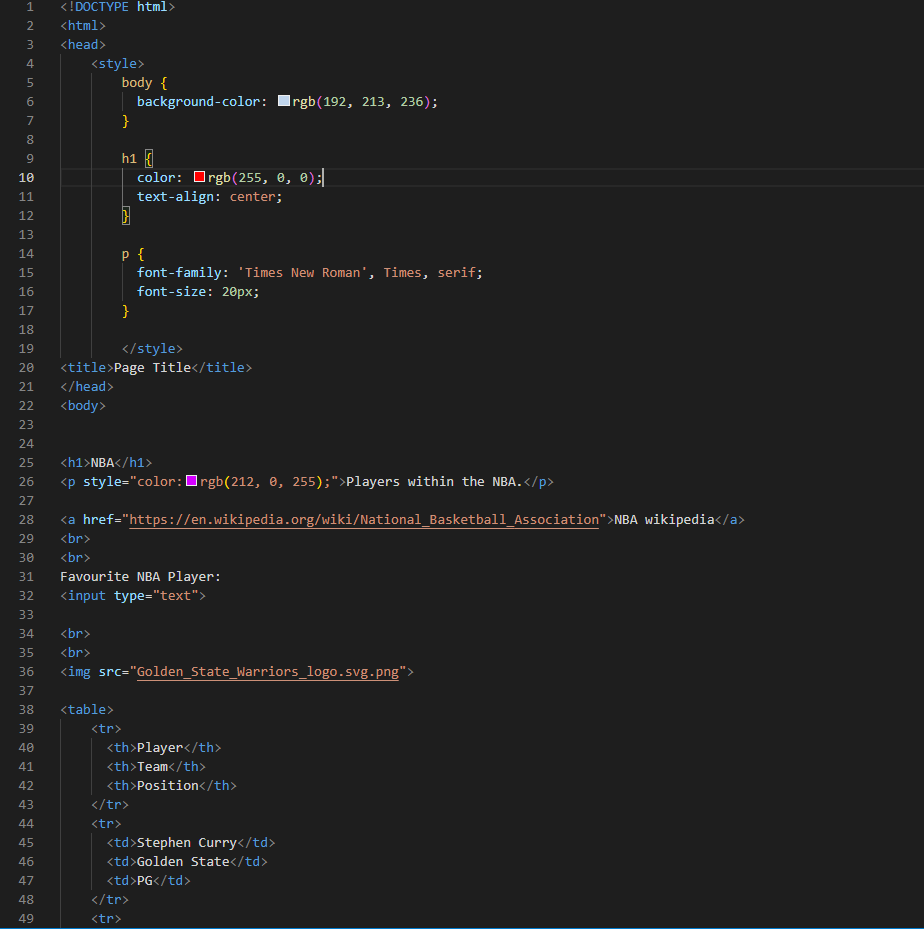 1 <!DOCTYPE html>
2 <html>
3 <head>
4     <style>
5         body {
6           background-color: rgb(192, 213, 236);
7         }
8
9         h1 {
10           color: rgb(255, 0, 0);
11           text-align: center;
12         }
13
14         p {
15           font-family: 'Times New Roman', Times, serif;
16           font-size: 20px;
17         }
18
19         </style>
20 <title>Page Title</title>
21 </head>
22 <body>
23
24
25 <h1>NBA</h1>
26 <p style="color: rgb(212, 0, 255);">Players within the NBA.</p>
27
28 <a href="https://en.wikipedia.org/wiki/National_Basketball_Association">NBA wikipedia</a>
29 <br>
30 <br>
31 Favourite NBA Player:
32 <input type="text">
33
34 <br>
35 <br>
36 <img src="Golden_State_Warriors_logo.svg.png">
37
38 <table>
39     <tr>
40       <th>Player</th>
41       <th>Team</th>
42       <th>Position</th>
43     </tr>
44     <tr>
45       <td>Stephen Curry</td>
46       <td>Golden State</td>
47       <td>PG</td>
48     </tr>
49     <tr>